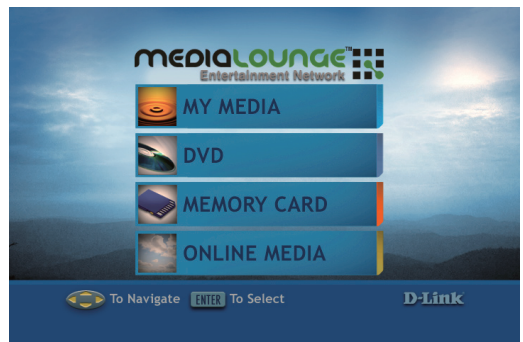 MEDIALOUNGE™
Entertainment Network
MY MEDIA
DVD
MEMORY CARD
ONLINE MEDIA
To Navigate ENTER To Select
D-Link